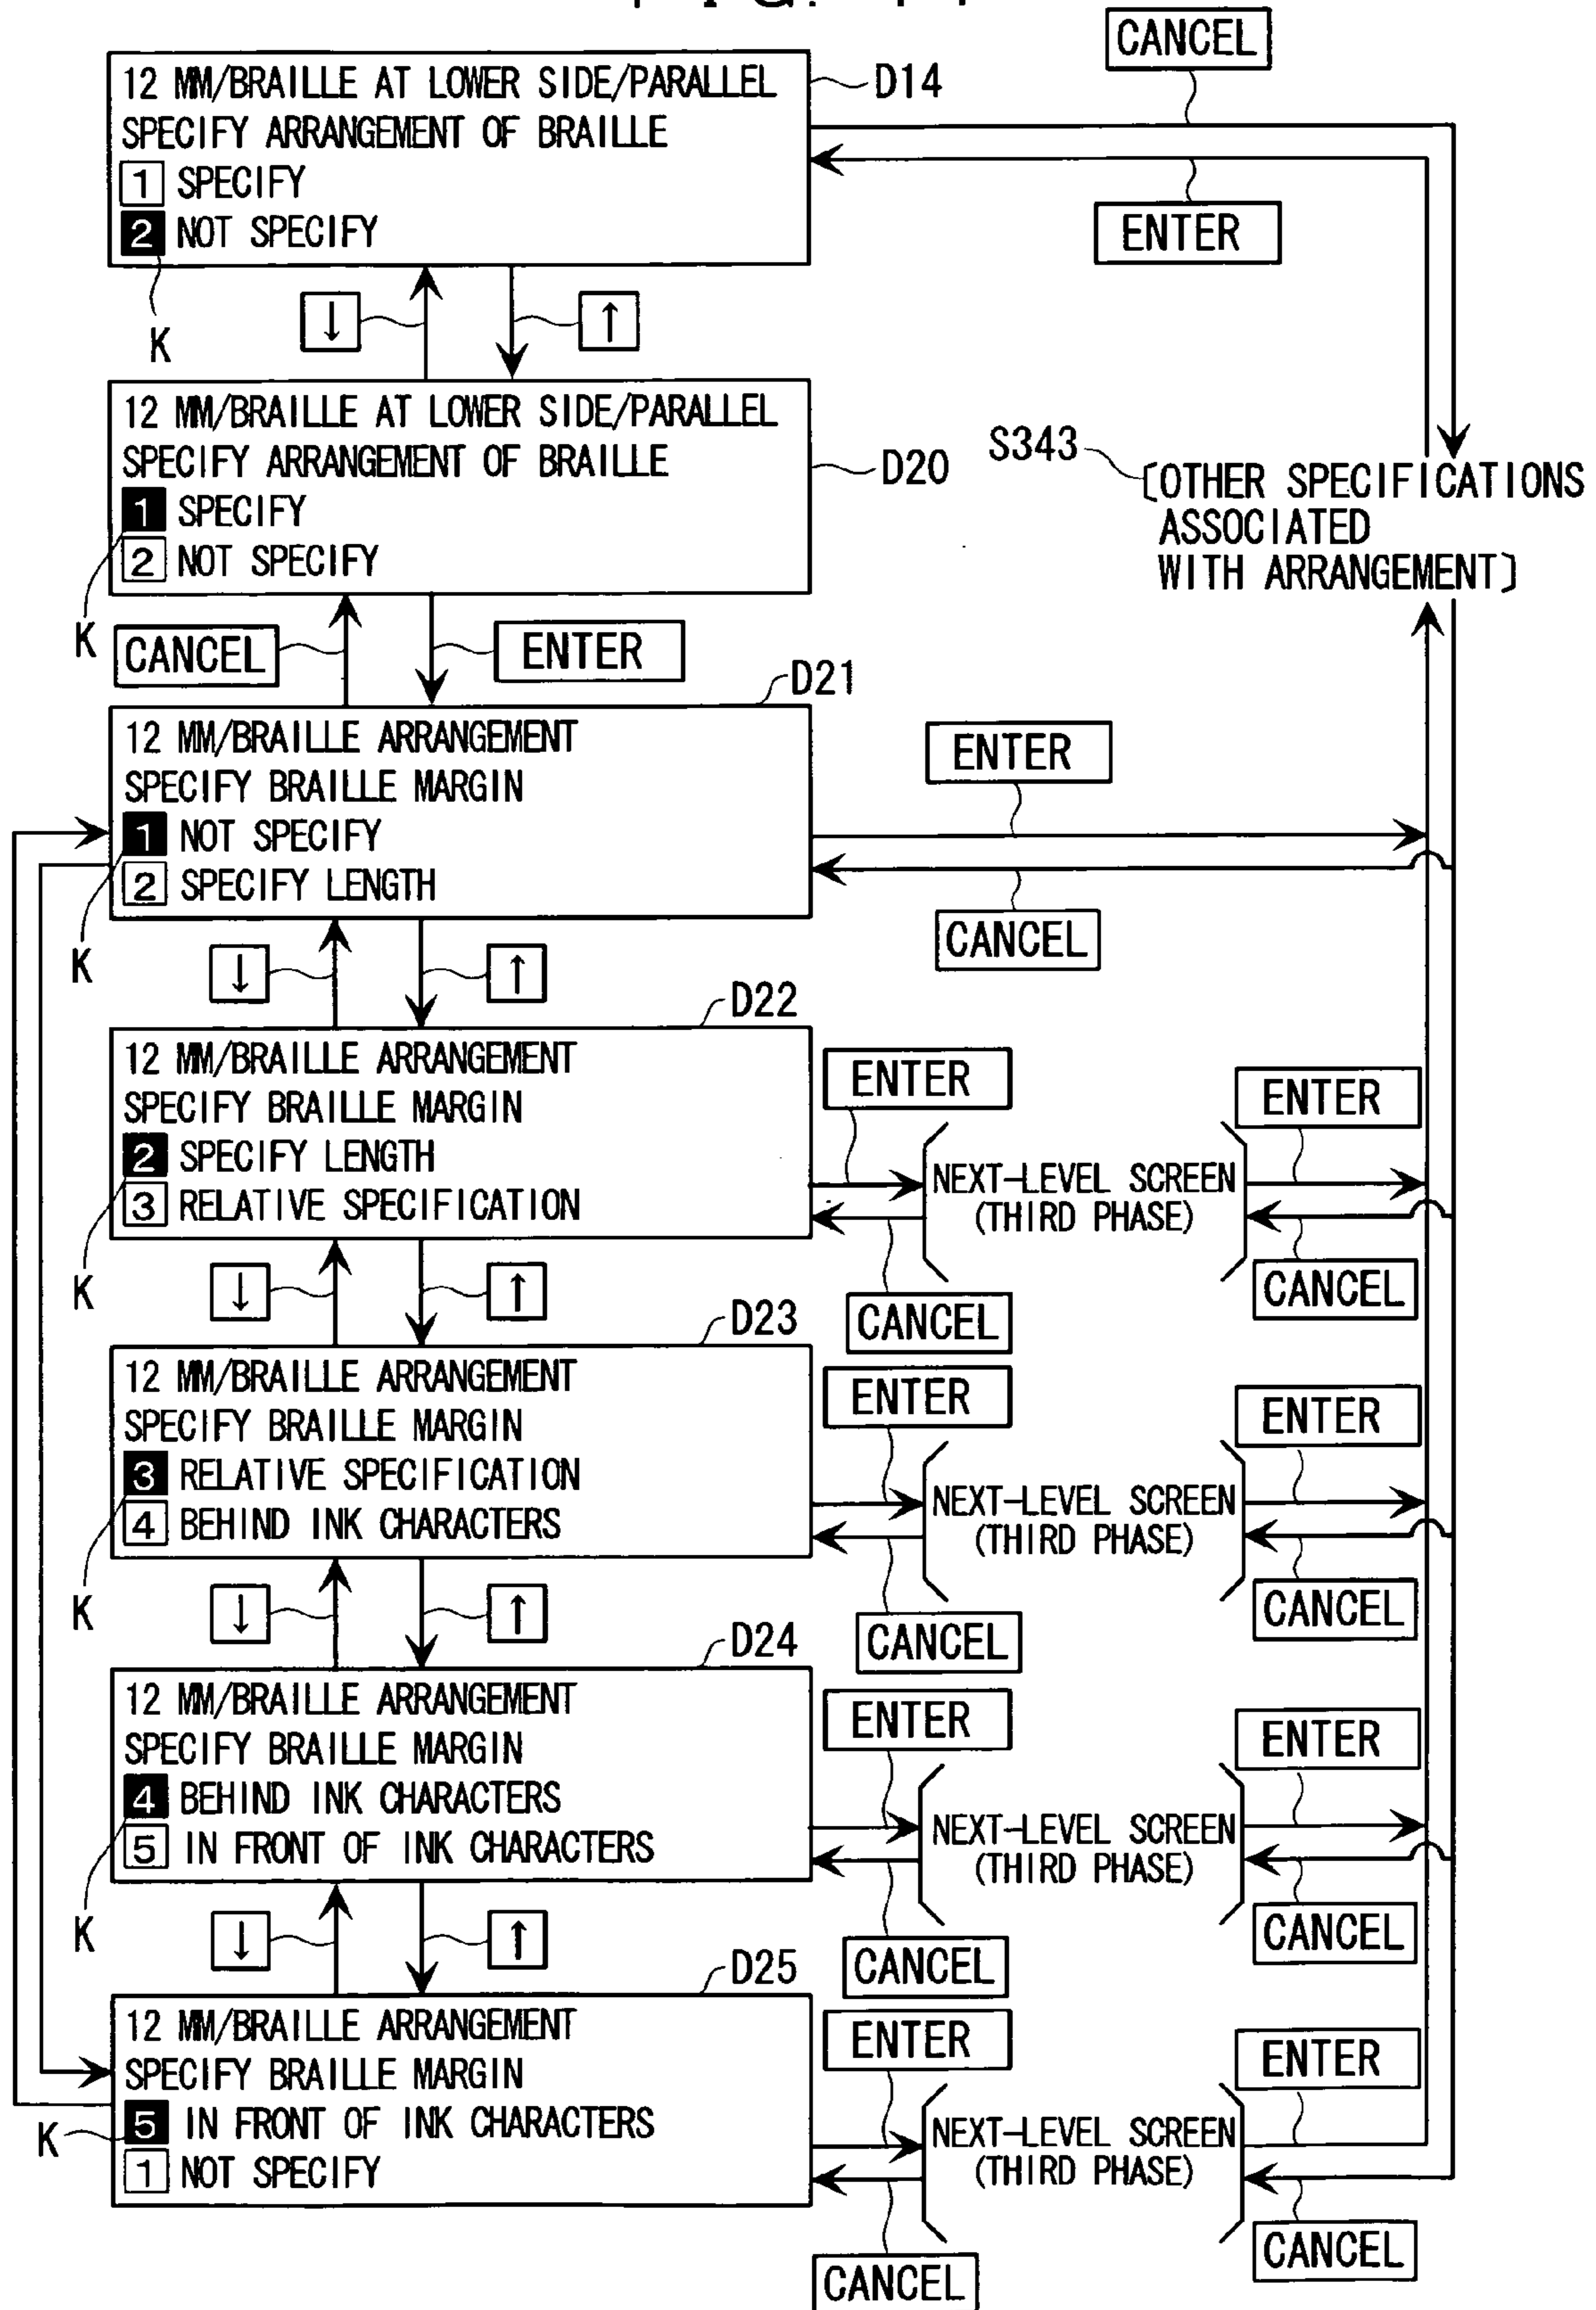 CANCEL
12 MM/BRAILLE AT LOWER SIDE/PARALLEL
D14
SPECIFY ARRANGEMENT OF BRAILLE
1 SPECIFY
2 NOT SPECIFY
ENTER
K
↓
↑
12 MM/BRAILLE AT LOWER SIDE/PARALLEL
SPECIFY ARRANGEMENT OF BRAILLE
D20
1 SPECIFY
2 NOT SPECIFY
S343
[OTHER SPECIFICATIONS
ASSOCIATED
WITH ARRANGEMENT]
K
CANCEL
ENTER
D21
12 MM/BRAILLE ARRANGEMENT
SPECIFY BRAILLE MARGIN
1 NOT SPECIFY
2 SPECIFY LENGTH
ENTER
CANCEL
K
↓
↑
D22
12 MM/BRAILLE ARRANGEMENT
SPECIFY BRAILLE MARGIN
2 SPECIFY LENGTH
3 RELATIVE SPECIFICATION
ENTER
NEXT-LEVEL SCREEN
(THIRD PHASE)
ENTER
CANCEL
CANCEL
K
↓
↑
D23
12 MM/BRAILLE ARRANGEMENT
SPECIFY BRAILLE MARGIN
3 RELATIVE SPECIFICATION
4 BEHIND INK CHARACTERS
ENTER
NEXT-LEVEL SCREEN
(THIRD PHASE)
ENTER
CANCEL
CANCEL
K
↓
↑
D24
12 MM/BRAILLE ARRANGEMENT
SPECIFY BRAILLE MARGIN
4 BEHIND INK CHARACTERS
5 IN FRONT OF INK CHARACTERS
ENTER
NEXT-LEVEL SCREEN
(THIRD PHASE)
ENTER
CANCEL
CANCEL
K
↓
↑
D25
12 MM/BRAILLE ARRANGEMENT
SPECIFY BRAILLE MARGIN
5 IN FRONT OF INK CHARACTERS
1 NOT SPECIFY
K
ENTER
NEXT-LEVEL SCREEN
(THIRD PHASE)
ENTER
CANCEL
CANCEL